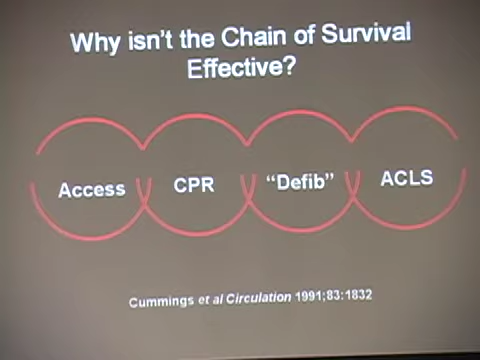 Why isn't the Chain of Survival
Effective?
Access
CPR
“Defib”
ACLS
Cummings et al Circulation 1991;83:1832